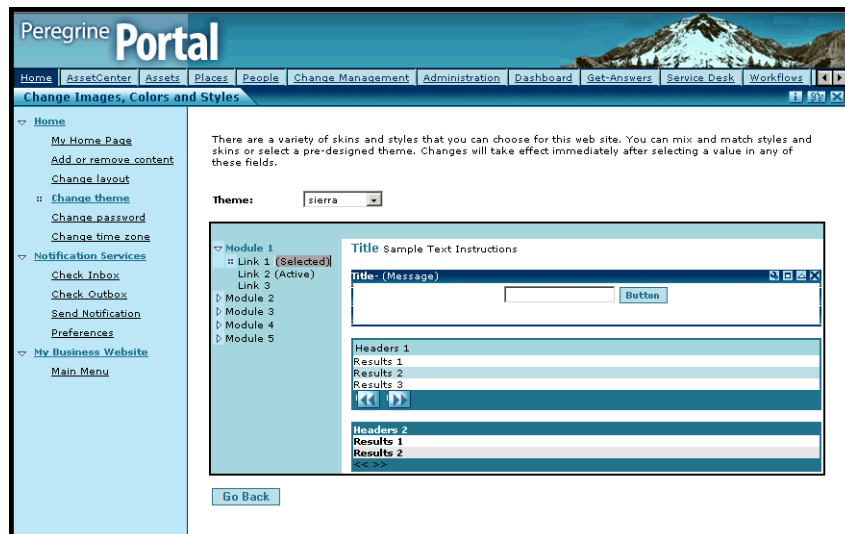 Peregrine Portal
Home AssetCenter Assets Places People Change Management Administration Dashboard Get-Answers Service Desk Workflows
Change Images, Colors and Styles
Home
My Home Page
Add or remove content
Change layout
Change theme
Change password
Change time zone
Notification Services
Check Inbox
Check Outbox
Send Notification
Preferences
My Business Website
Main Menu
There are a variety of skins and styles that you can choose for this web site. You can mix and match styles and
skins or select a pre-designed theme. Changes will take effect immediately after selecting a value in any of
these fields.
Theme: sierra
Module 1
Link 1 (Selected)
Link 2 (Active)
Link 3
Module 2
Module 3
Module 4
Module 5
Title Sample Text Instructions
Title- (Message)
Button
Headers 1
Results 1
Results 2
Results 3
Headers 2
Results 1
Results 2
<< >>
Go Back